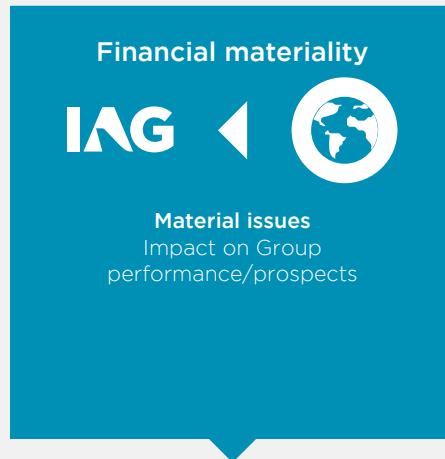 Financial materiality
IAG
Material issues
Impact on Group
performance/prospects